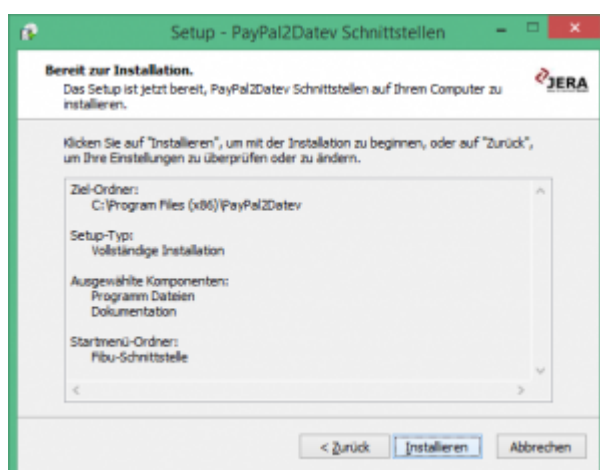 Setup - PayPal2Datev Schnittstellen
Bereit zur Installation.
Das Setup ist jetzt bereit, PayPal2Datev Schnittstellen auf Ihrem Computer zu
installieren.
JERA
Klicken Sie auf "Installieren", um mit der Installation zu beginnen, oder auf "Zurück",
um Ihre Einstellungen zu überprüfen oder zu ändern.
Ziel-Ordner:
C:\Program Files (x86)\PayPal2Datev
Setup-Typ:
Vollständige Installation
Ausgewählte Komponenten:
Programm Dateien
Dokumentation
Startmenü-Ordner:
Fibu-Schnittstelle
< Zurück
Installieren
Abbrechen